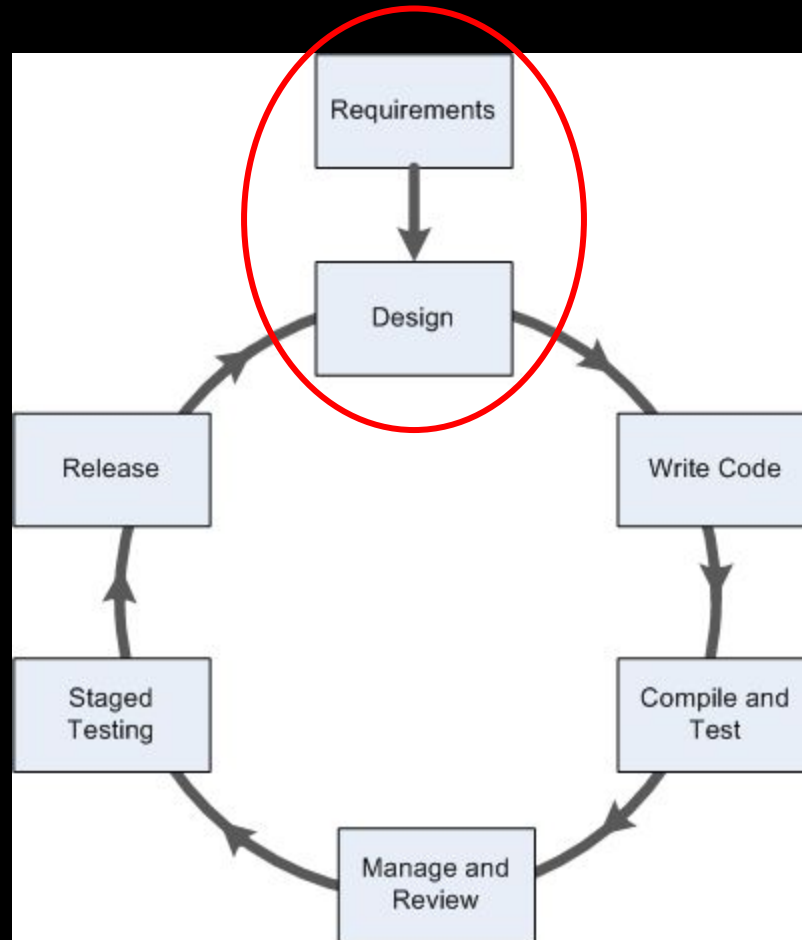 Requirements
Design
Release
Write Code
Staged
Testing
Compile and
Test
Manage and
Review